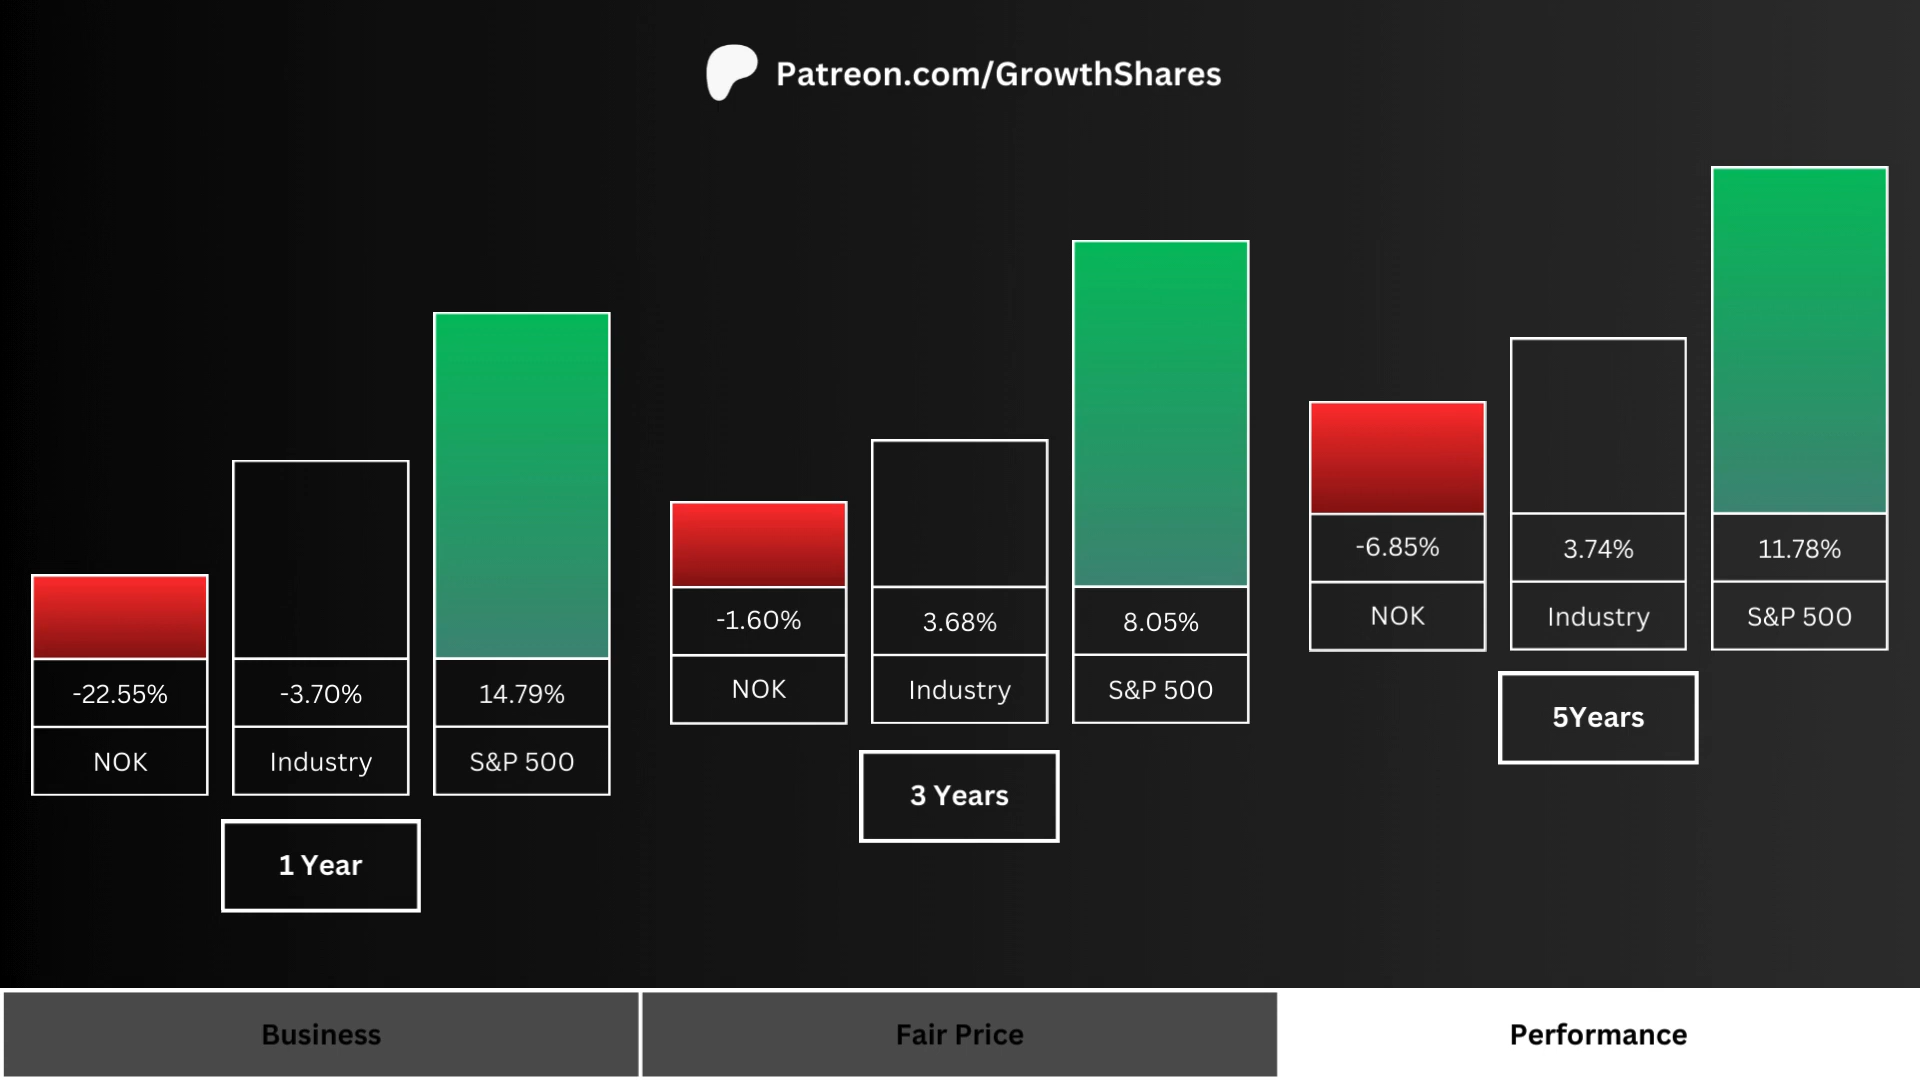 Patreon.com/GrowthShares
-22.55%
-3.70%
14.79%
NOK
Industry
S&P 500
1 Year
-1.60%
3.68%
8.05%
NOK
Industry
S&P 500
3 Years
-6.85%
3.74%
11.78%
NOK
Industry
S&P 500
5Years
Business
Fair Price
Performance